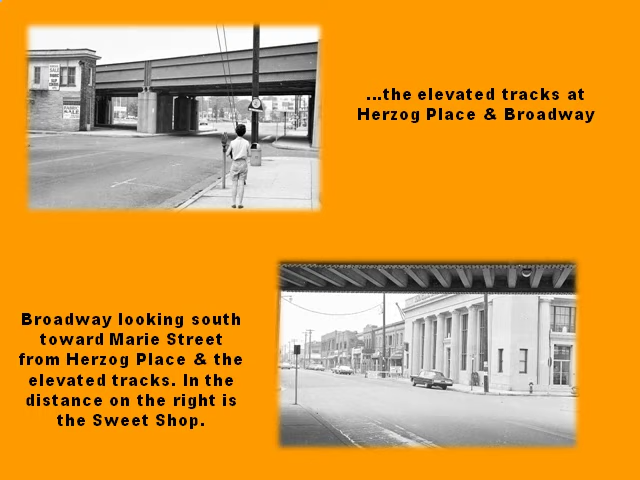 ...the elevated tracks at
Herzog Place & Broadway
Broadway looking south
toward Marie Street
from Herzog Place & the
elevated tracks. In the
distance on the right is
the Sweet Shop.